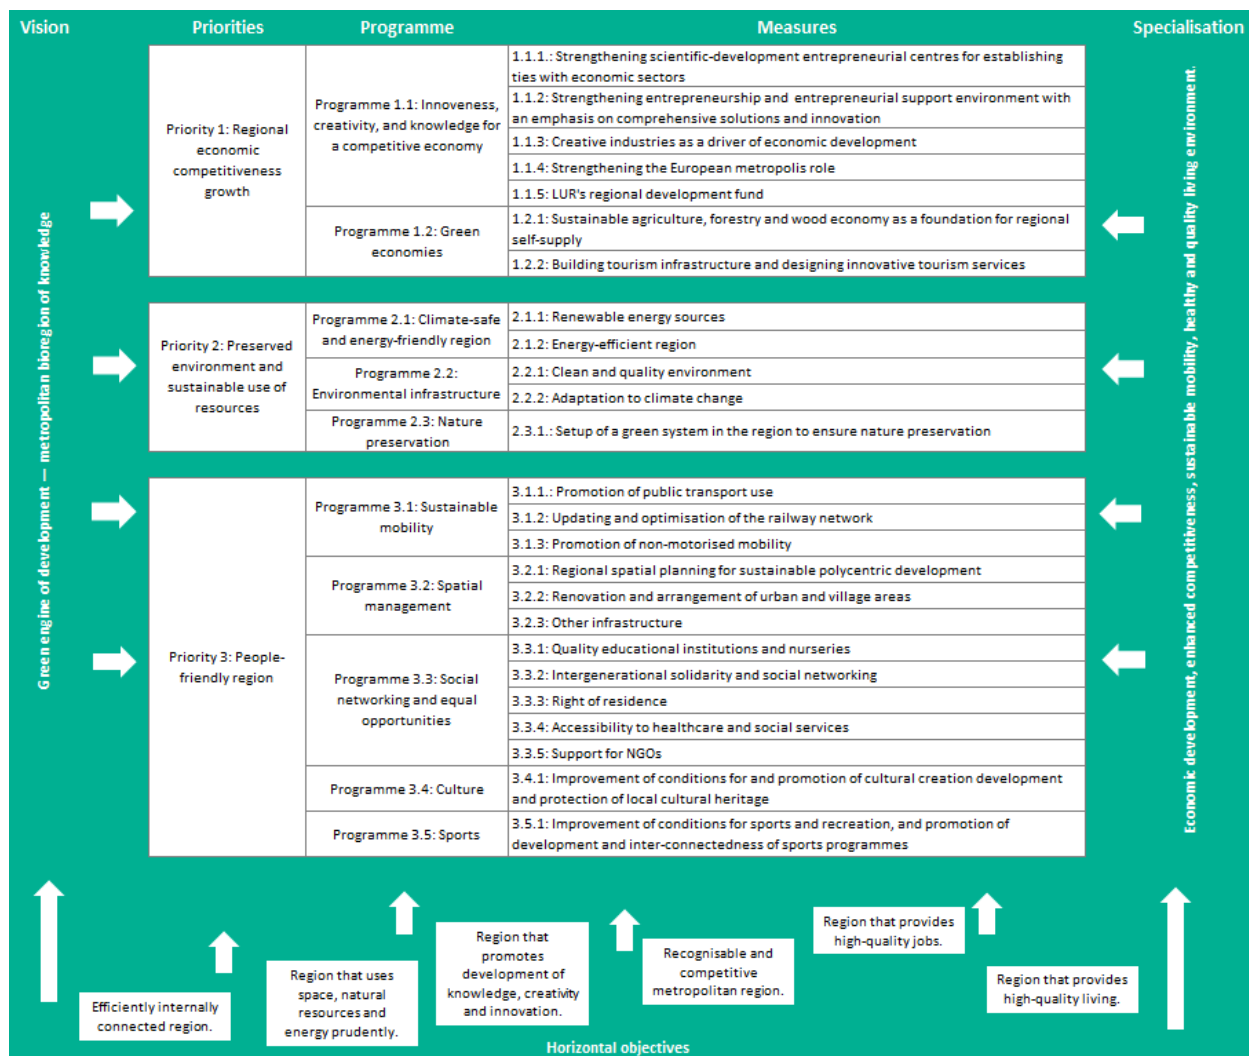 Vision
Priorities
Programme
Measures
Specialisation
Green engine of development — metropolitan bioregion of knowledge
Priority 1: Regional
economic
competitiveness
growth
Programme 1.1: Innoveness,
creativity, and knowledge for
a competitive economy
1.1.1.: Strengthening scientific-development entrepreneurial centres for establishing
ties with economic sectors
1.1.2: Strengthening entrepreneurship and entrepreneurial support environment with
an emphasis on comprehensive solutions and innovation
1.1.3: Creative industries as a driver of economic development
1.1.4: Strengthening the European metropolis role
1.1.5: LUR's regional development fund
Programme 1.2: Green
economies
1.2.1: Sustainable agriculture, forestry and wood economy as a foundation for regional
self-supply
1.2.2: Building tourism infrastructure and designing innovative tourism services
Priority 2: Preserved
environment and
sustainable use of
resources
Programme 2.1: Climate-safe
and energy-friendly region
2.1.1: Renewable energy sources
2.1.2: Energy-efficient region
Programme 2.2:
Environmental infrastructure
2.2.1: Clean and quality environment
2.2.2: Adaptation to climate change
Programme 2.3: Nature
preservation
2.3.1.: Setup of a green system in the region to ensure nature preservation
Priority 3: People-
friendly region
Programme 3.1: Sustainable
mobility
3.1.1.: Promotion of public transport use
3.1.2: Updating and optimisation of the railway network
3.1.3: Promotion of non-motorised mobility
Programme 3.2: Spatial
management
3.2.1: Regional spatial planning for sustainable polycentric development
3.2.2: Renovation and arrangement of urban and village areas
3.2.3: Other infrastructure
Programme 3.3: Social
networking and equal
opportunities
3.3.1: Quality educational institutions and nurseries
3.3.2: Intergenerational solidarity and social networking
3.3.3: Right of residence
3.3.4: Accessibility to healthcare and social services
3.3.5: Support for NGOs
Programme 3.4: Culture
3.4.1: Improvement of conditions for and promotion of cultural creation development
and protection of local cultural heritage
Programme 3.5: Sports
3.5.1: Improvement of conditions for sports and recreation, and promotion of
development and inter-connectedness of sports programmes
Economic development, enhanced competitiveness, sustainable mobility, healthy and quality living environment.
Efficiently internally
connected region.
Region that uses
space, natural
resources and
energy prudently.
Region that
promotes
development of
knowledge, creativity
and innovation.
Recognisable and
competitive
metropolitan region.
Region that provides
high-quality jobs.
Region that provides
high-quality living.
Horizontal objectives